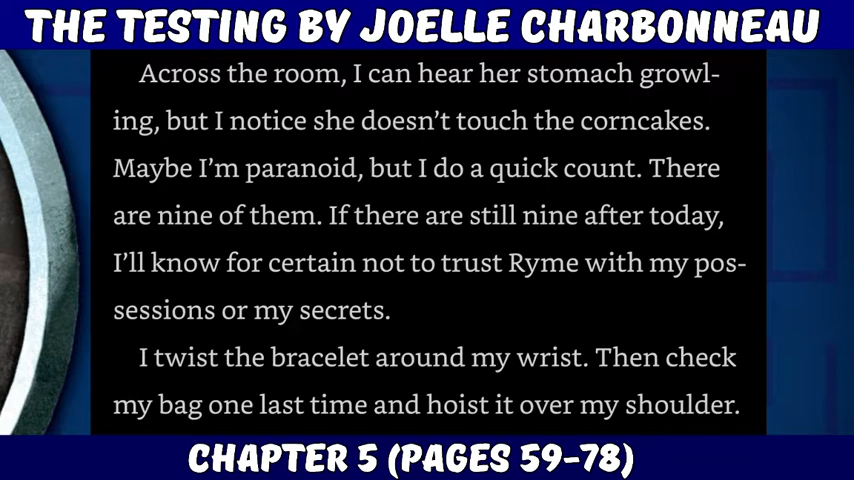 THE TESTING BY JOELLE CHARBONNEAU
Across the room, I can hear her stomach growl-
ing, but I notice she doesn’t touch the corncakes.
Maybe I’m paranoid, but I do a quick count. There
are nine of them. If there are still nine after today,
I’ll know for certain not to trust Ryme with my pos-
sessions or my secrets.
I twist the bracelet around my wrist. Then check
my bag one last time and hoist it over my shoulder.
CHAPTER 5 (PAGES 59-78)